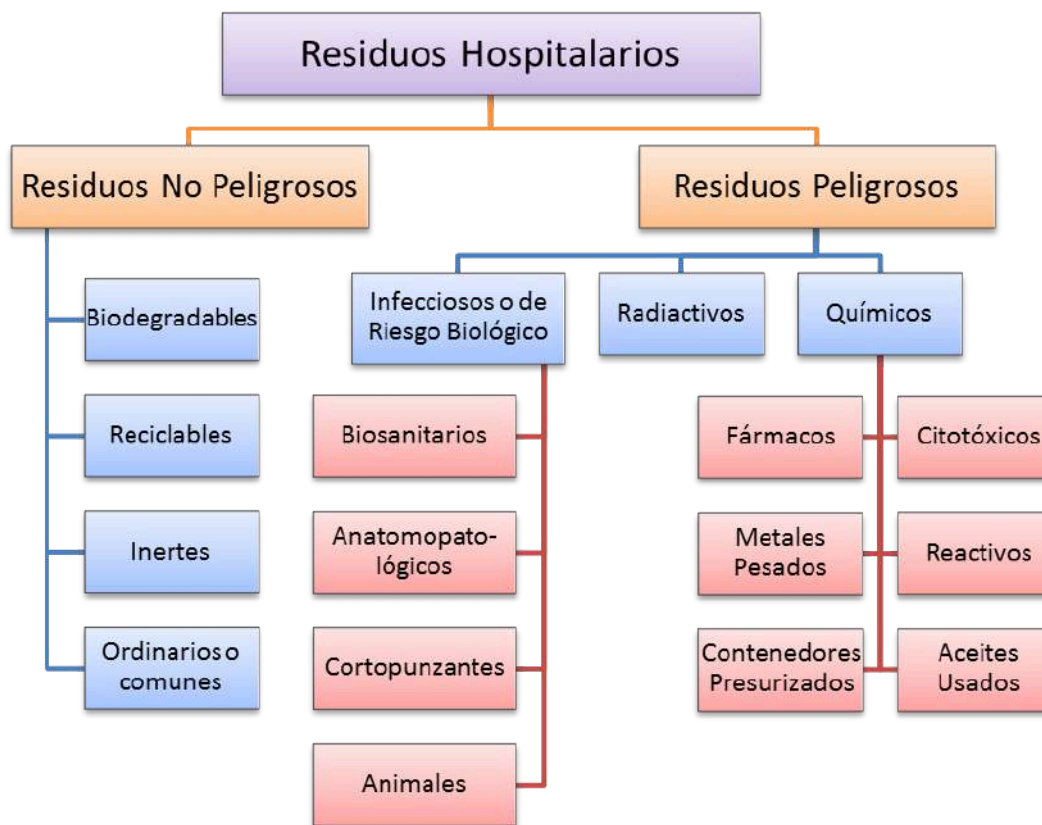 Residuos Hospitalarios
Residuos No Peligrosos
Residuos Peligrosos
Biodegradables
Reciclables
Inertes
Ordinarios o
comunes
Infecciosos o de
Riesgo Biológico
Radiactivos
Químicos
Biosanitarios
Anatomopato-
lógicos
Cortopunzantes
Animales
Fármacos
Citotóxicos
Metales
Pesados
Reactivos
Contenedores
Presurizados
Aceites
Usados